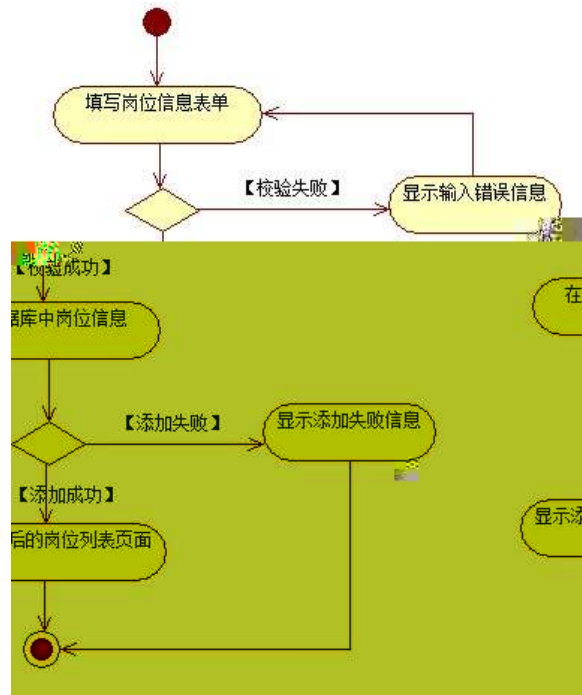 填写岗位信息表单
【校验失败】
显示输入错误信息
【校验成功】
据库中岗位信息
在
【添加失败】
显示添加失败信息
【添加成功】
显示添
后的岗位列表页面